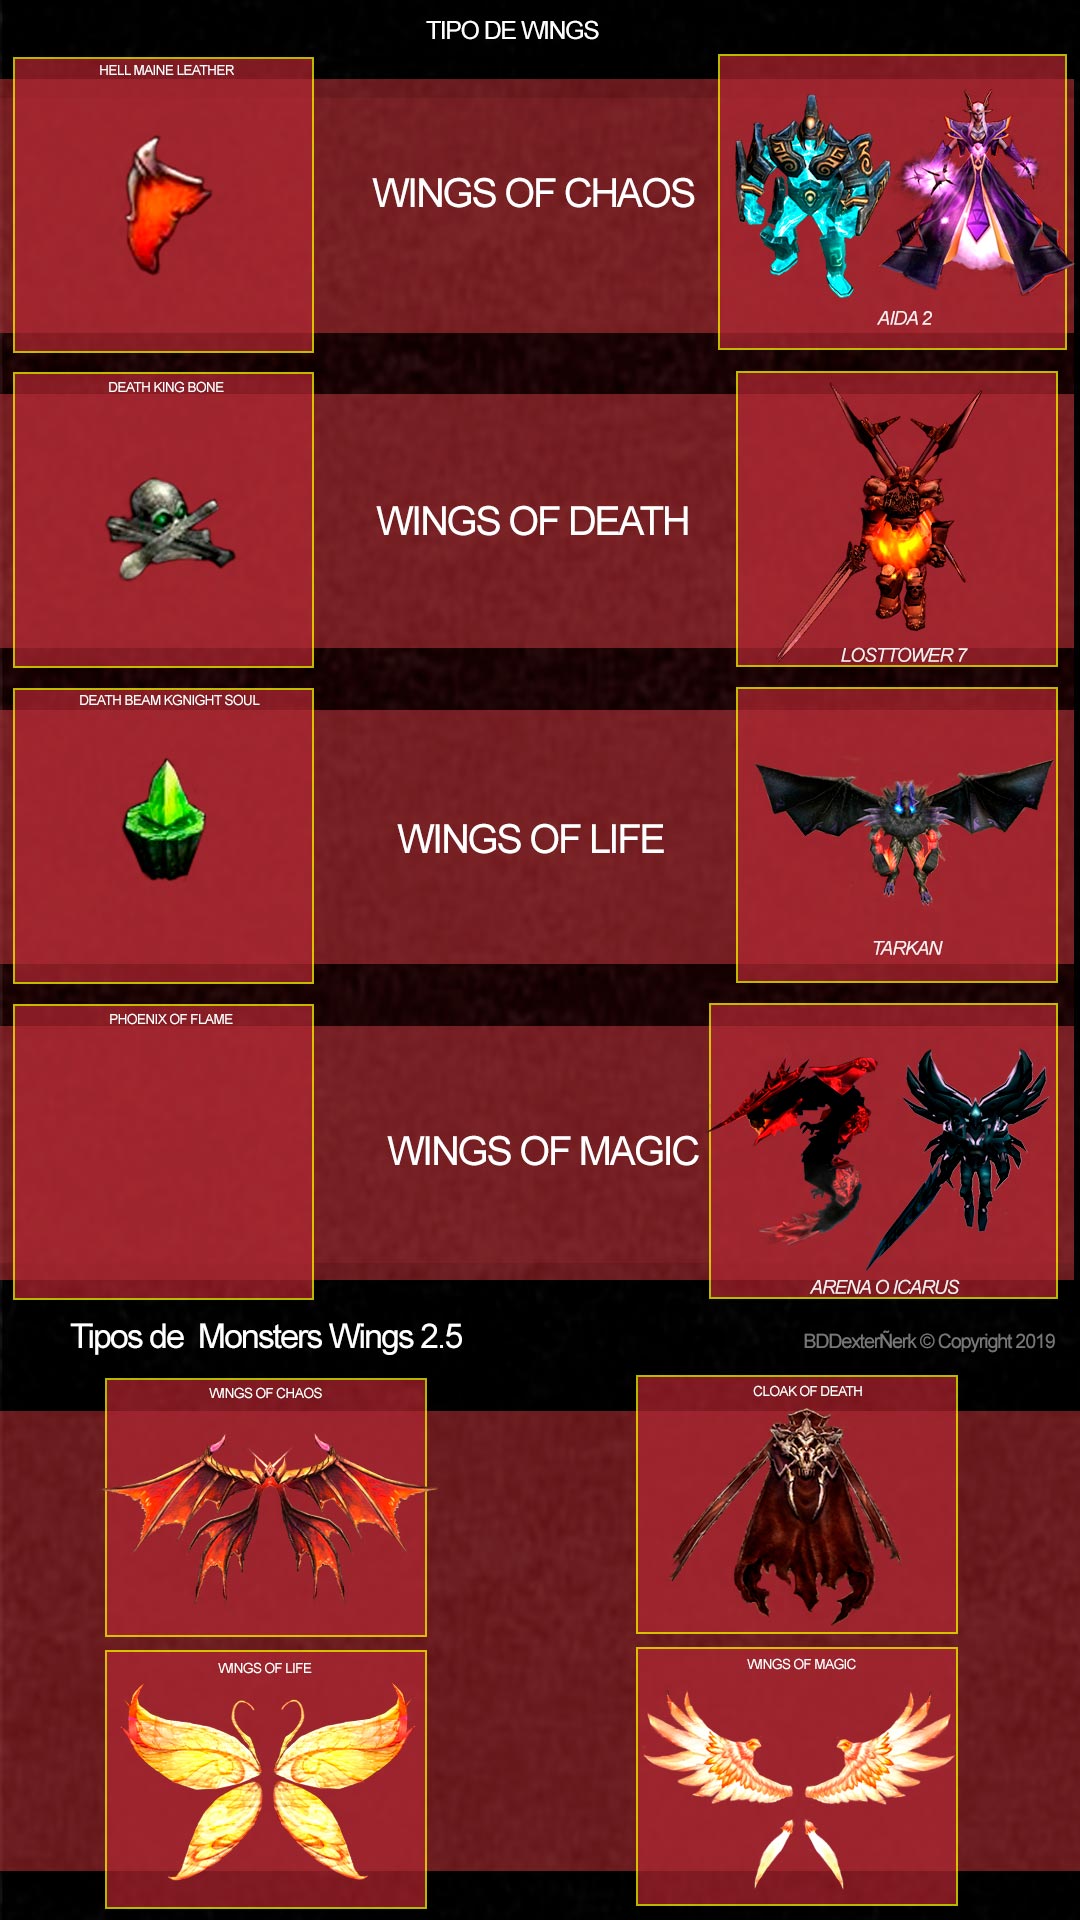 TIPO DE WINGS
HELL MAINE LEATHER
WINGS OF CHAOS
AIDA 2
DEATH KING BONE
WINGS OF DEATH
LOSTTOWER 7
DEATH BEAM KGNIGHT SOUL
WINGS OF LIFE
TARKAN
PHOENIX OF FLAME
WINGS OF MAGIC
ARENA O ICARUS
Tipos de Monsters Wings 2.5
BDDexterÑerk © Copyright 2019
WINGS OF CHAOS
CLOAK OF DEATH
WINGS OF LIFE
WINGS OF MAGIC